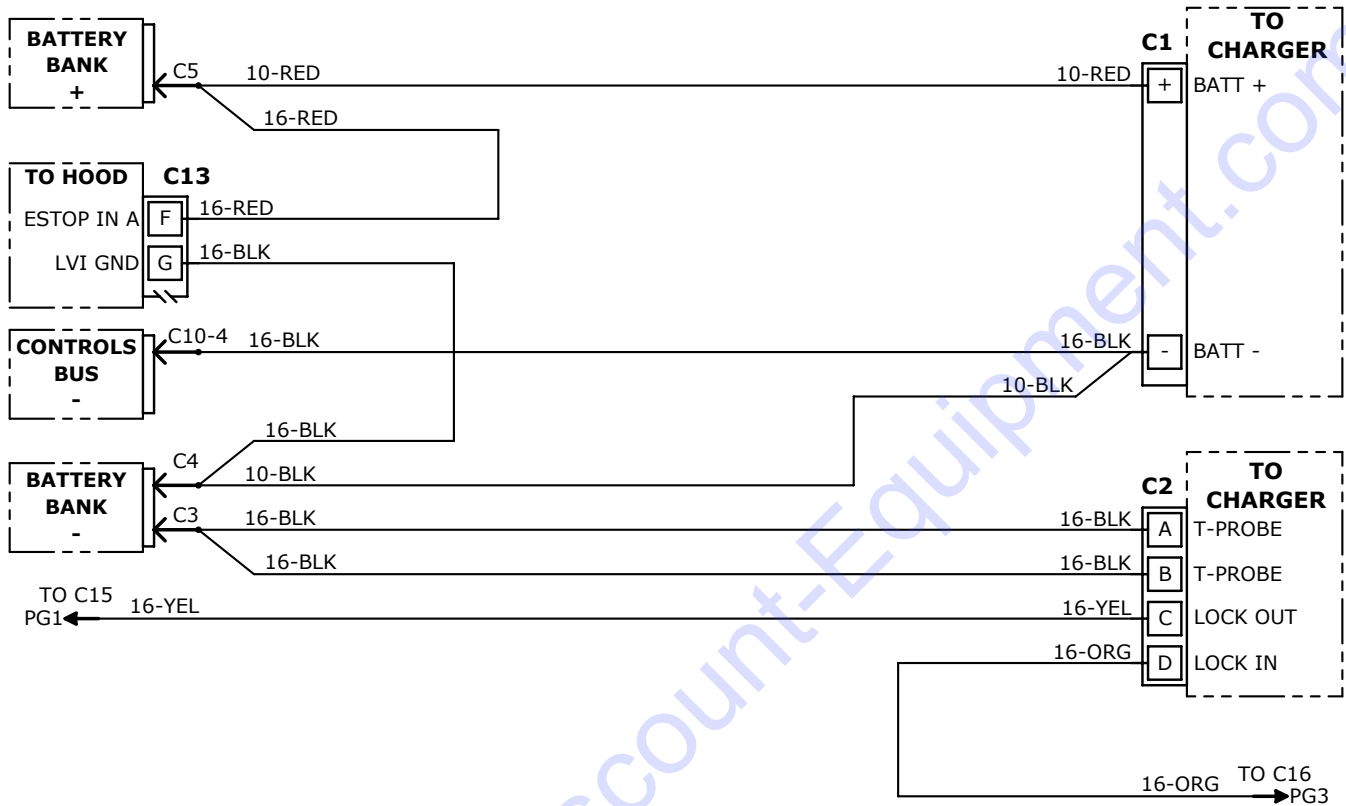 BATTERY
BANK
+
C5
10-RED
10-RED
C1
+
TO
CHARGER
BATT +
16-RED
TO HOOD
C13
ESTOP IN A
F
16-RED
LVI GND
G
16-BLK
CONTROLS
BUS
-
C10-4
16-BLK
16-BLK
-
BATT -
10-BLK
16-BLK
BATTERY
BANK
-
C4
10-BLK
C3
16-BLK
16-BLK
C2
TO
CHARGER
16-BLK
A
T-PROBE
16-BLK
B
T-PROBE
TO C15
PG1
16-YEL
16-YEL
C
LOCK OUT
16-ORG
D
LOCK IN
16-ORG
TO C16
PG3
scount-Equipment.com